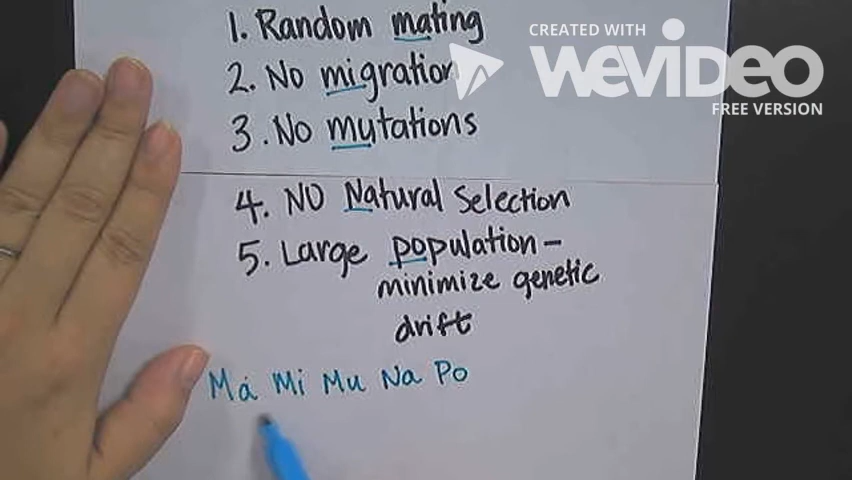 1. Random mating
2. No migration
3. No mutations
4. NO Natural Selection
5. Large population-
minimize genetic
drift
Ma Mi Mu Na Po
CREATED WITH
WEVIDEO
FREE VERSION